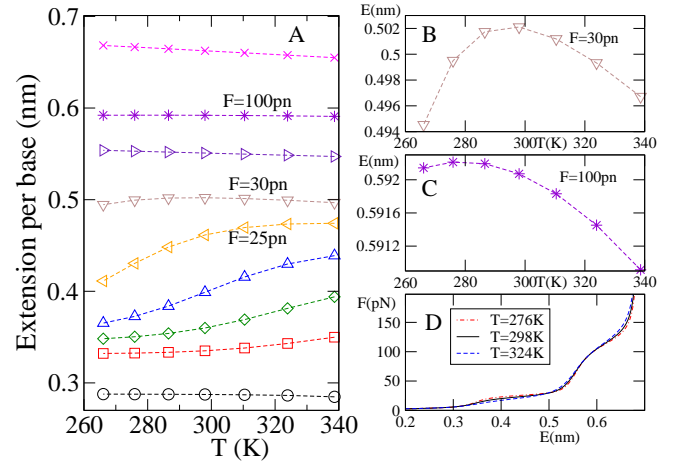 A
0.7
0.6
0.5
0.4
0.3
Extension per base (nm)
F=100pn
F=30pn
F=25pn
260 280 300 320 340
T (K)
E(nm)
B
F=30pn
0.502
0.5
0.498
0.496
0.494
260 280 300 320 340
T(K)
E(nm)
C
F=100pn
0.592
0.5916
0.5912
260 280 300 320 340
T(K)
F(pN)
D
T=276K
T=298K
T=324K
150
100
50
0
0.2 0.3 0.4 0.5 0.6
E(nm)